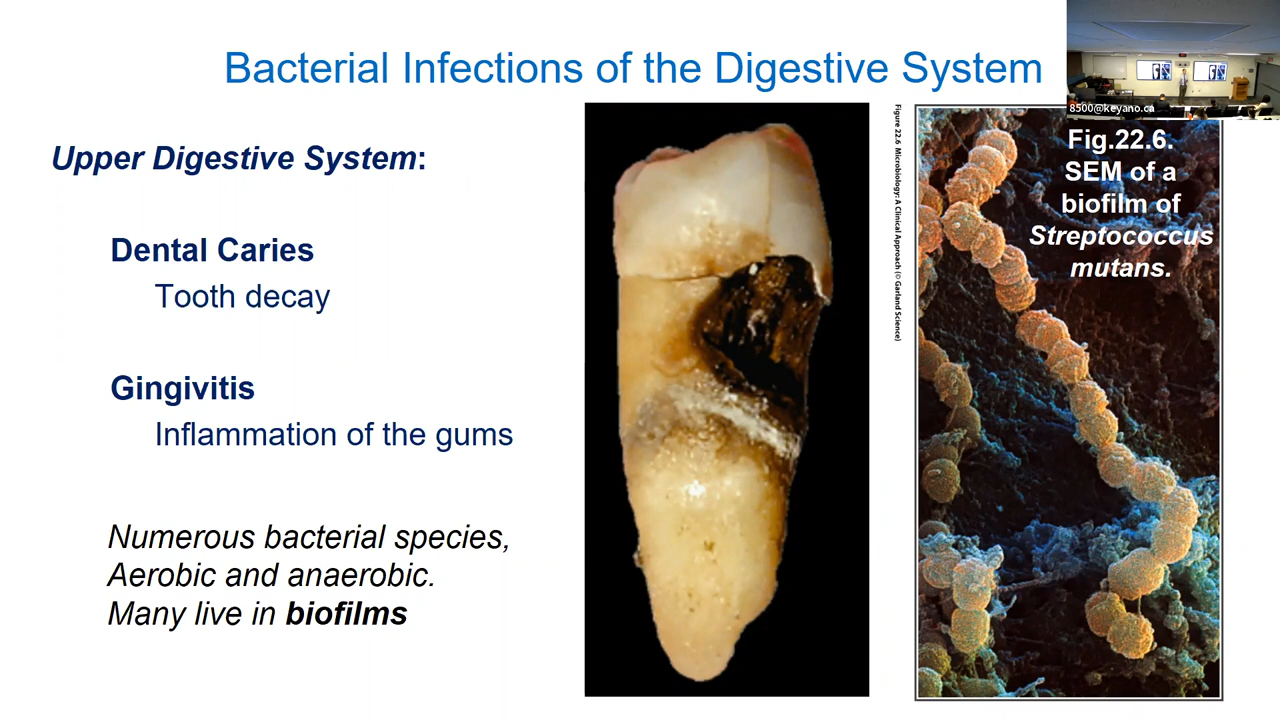 Bacterial Infections of the Digestive System
8500@keyano.ca
Upper Digestive System:
Dental Caries
Tooth decay
Gingivitis
Inflammation of the gums
Numerous bacterial species,
Aerobic and anaerobic.
Many live in biofilms
Figure 22.6 Microbiology: A Clinical Approach (© Garland Science)
Fig.22.6.
SEM of a
biofilm of
Streptococcus
mutans.